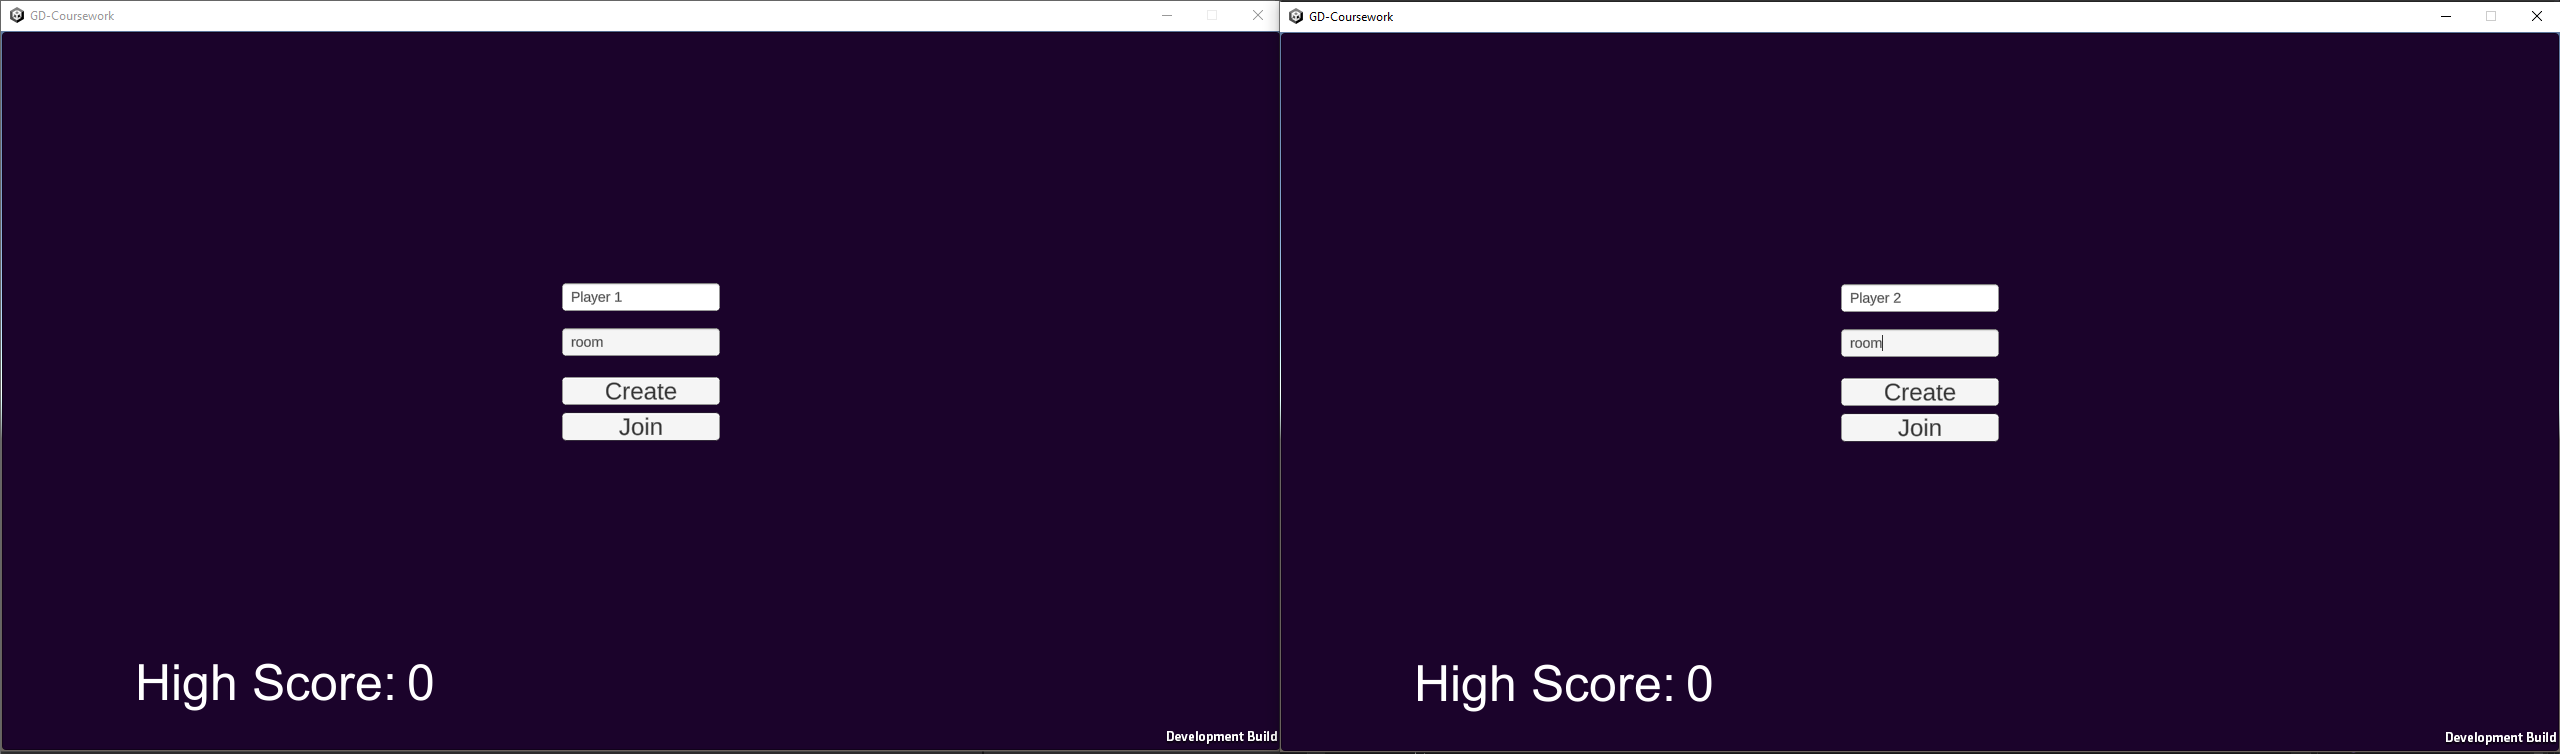 GD-Coursework
Player 1
room
Create
Join
High Score: 0
Development Build
GD-Coursework
Player 2
room
Create
Join
High Score: 0
Development Build